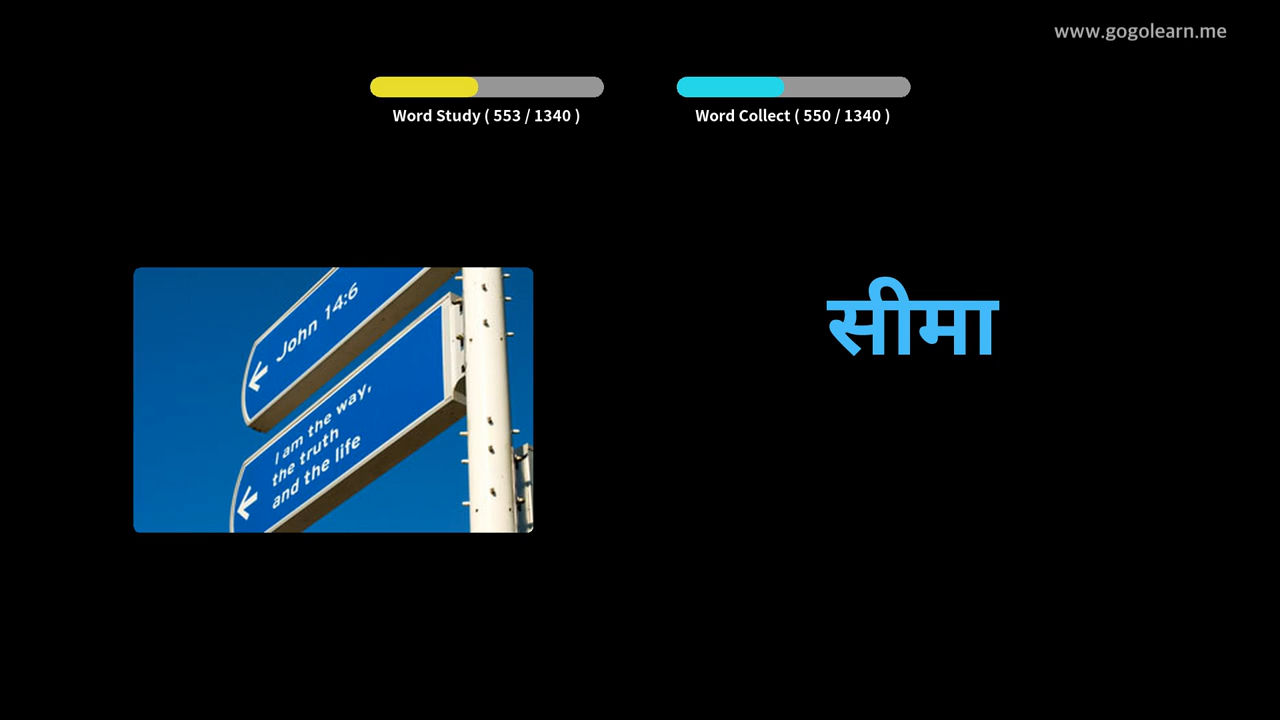 www.gogolearn.me
Word Study ( 553 / 1340 )
Word Collect ( 550 / 1340 )
John 14:6
I am the way,
the truth
and the life
सीमा